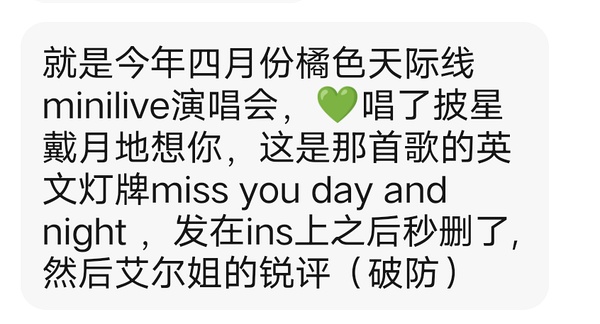 就是今年四月份橘色天际线
minilive演唱会，💚唱了披星
戴月地想你，这是那首歌的英
文灯牌miss you day and
night ，发在ins上之后秒删了，
然后艾尔姐的锐评（破防）